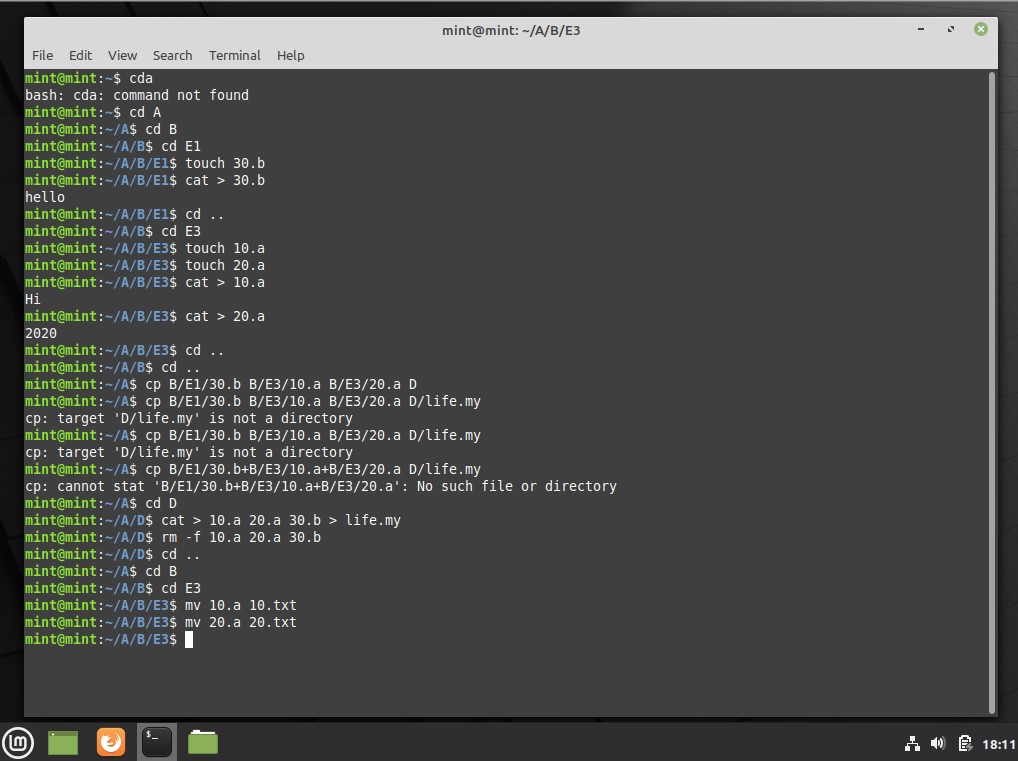 mint@mint: ~/A/B/E3
File Edit View Search Terminal Help
mint@mint:~$ cda
bash: cda: command not found
mint@mint:~$ cd A
mint@mint:~/A$ cd B
mint@mint:~/A/B$ cd E1
mint@mint:~/A/B/E1$ touch 30.b
mint@mint:~/A/B/E1$ cat > 30.b
hello
mint@mint:~/A/B/E1$ cd ..
mint@mint:~/A/B$ cd E3
mint@mint:~/A/B/E3$ touch 10.a
mint@mint:~/A/B/E3$ touch 20.a
mint@mint:~/A/B/E3$ cat > 10.a
Hi
mint@mint:~/A/B/E3$ cat > 20.a
2020
mint@mint:~/A/B/E3$ cd ..
mint@mint:~/A/B$ cd ..
mint@mint:~/A$ cp B/E1/30.b B/E3/10.a B/E3/20.a D
mint@mint:~/A$ cp B/E1/30.b B/E3/10.a B/E3/20.a D/life.my
cp: target 'D/life.my' is not a directory
mint@mint:~/A$ cp B/E1/30.b B/E3/10.a B/E3/20.a D/life.my
cp: target 'D/life.my' is not a directory
mint@mint:~/A$ cp B/E1/30.b+B/E3/10.a+B/E3/20.a D/life.my
cp: cannot stat 'B/E1/30.b+B/E3/10.a+B/E3/20.a': No such file or directory
mint@mint:~/A$ cd D
mint@mint:~/A/D$ cat > 10.a 20.a 30.b > life.my
mint@mint:~/A/D$ rm -f 10.a 20.a 30.b
mint@mint:~/A/D$ cd ..
mint@mint:~/A$ cd B
mint@mint:~/A/B$ cd E3
mint@mint:~/A/B/E3$ mv 10.a 10.txt
mint@mint:~/A/B/E3$ mv 20.a 20.txt
mint@mint:~/A/B/E3$
$_
18:11